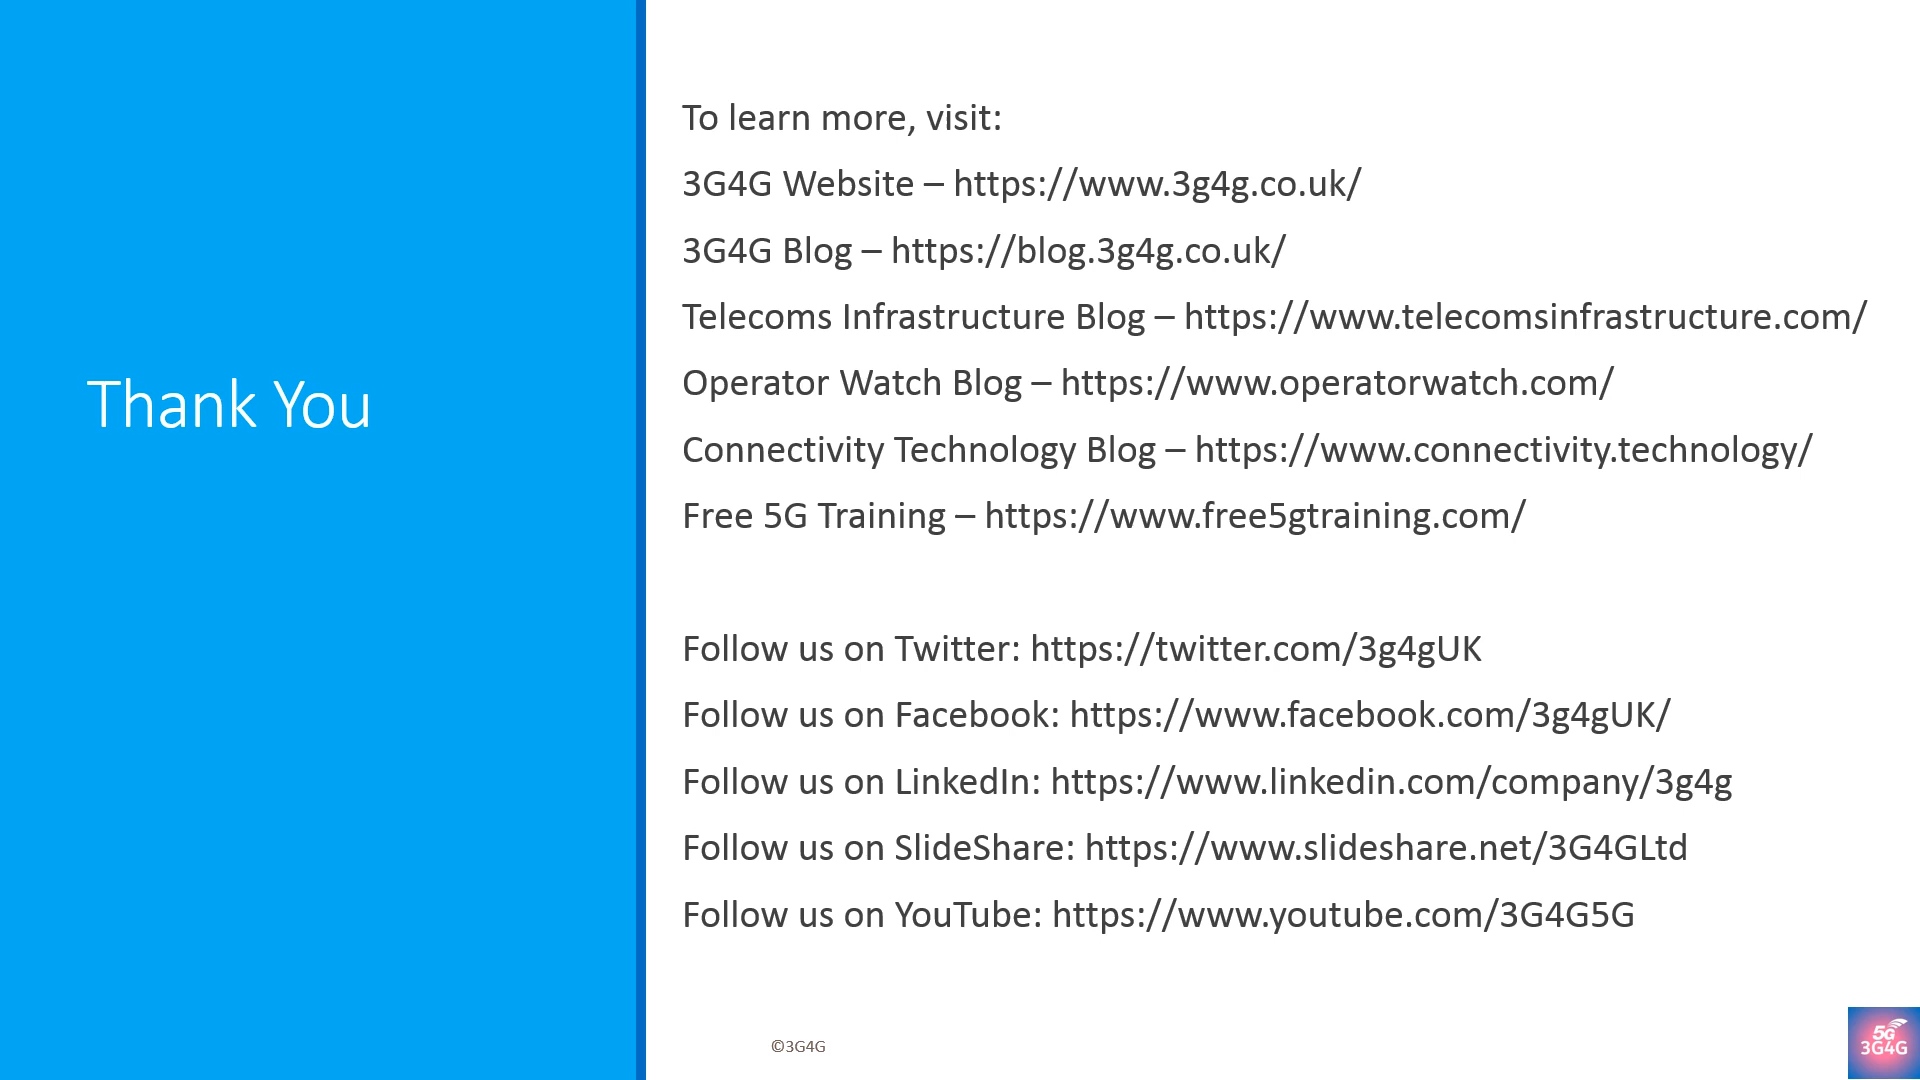 Thank You
To learn more, visit:
3G4G Website – https://www.3g4g.co.uk/
3G4G Blog – https://blog.3g4g.co.uk/
Telecoms Infrastructure Blog – https://www.telecomsinfrastructure.com/
Operator Watch Blog – https://www.operatorwatch.com/
Connectivity Technology Blog – https://www.connectivity.technology/
Free 5G Training – https://www.free5gtraining.com/
Follow us on Twitter: https://twitter.com/3g4gUK
Follow us on Facebook: https://www.facebook.com/3g4gUK/
Follow us on LinkedIn: https://www.linkedin.com/company/3g4g
Follow us on SlideShare: https://www.slideshare.net/3G4GLtd
Follow us on YouTube: https://www.youtube.com/3G4G5G
©3G4G
5G
3G4G